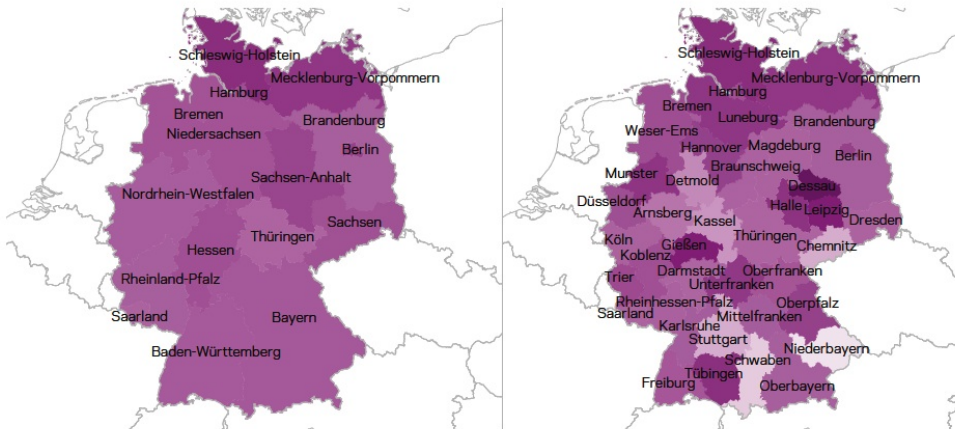 Schleswig-Holstein
Mecklenburg-Vorpommern
Hamburg
Bremen
Brandenburg
Niedersachsen
Berlin
Sachsen-Anhalt
Nordrhein-Westfalen
Sachsen
Thüringen
Hessen
Rheinland-Pfalz
Saarland
Bayern
Baden-Württemberg
Schleswig-Holstein
Mecklenburg-Vorpommern
Hamburg
Bremen
Luneburg
Brandenburg
Weser-Ems
Hannover
Magdeburg
Berlin
Braunschweig
Munster
Detmold
Dessau
Düsseldorf
Halle
Leipzig
Arnsberg
Kassel
Dresden
Köln
Gießen
Thüringen
Chemnitz
Koblenz
Trier
Darmstadt
Oberfranken
Unterfranken
Rheinhessen-Pfalz
Oberpfalz
Saarland
Mittelfranken
Karlsruhe
Stuttgart
Niederbayern
Schwaben
Tübingen
Freiburg
Oberbayern